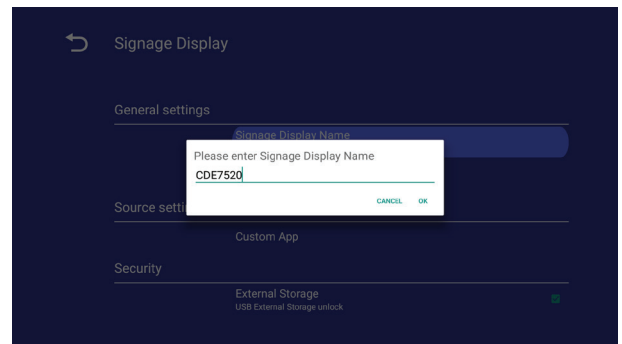 Signage Display
General settings
Signage Display Name
Please enter Signage Display Name
CDE7520
CANCEL OK
Source setti
Custom App
Security
External Storage
USB External Storage unlock